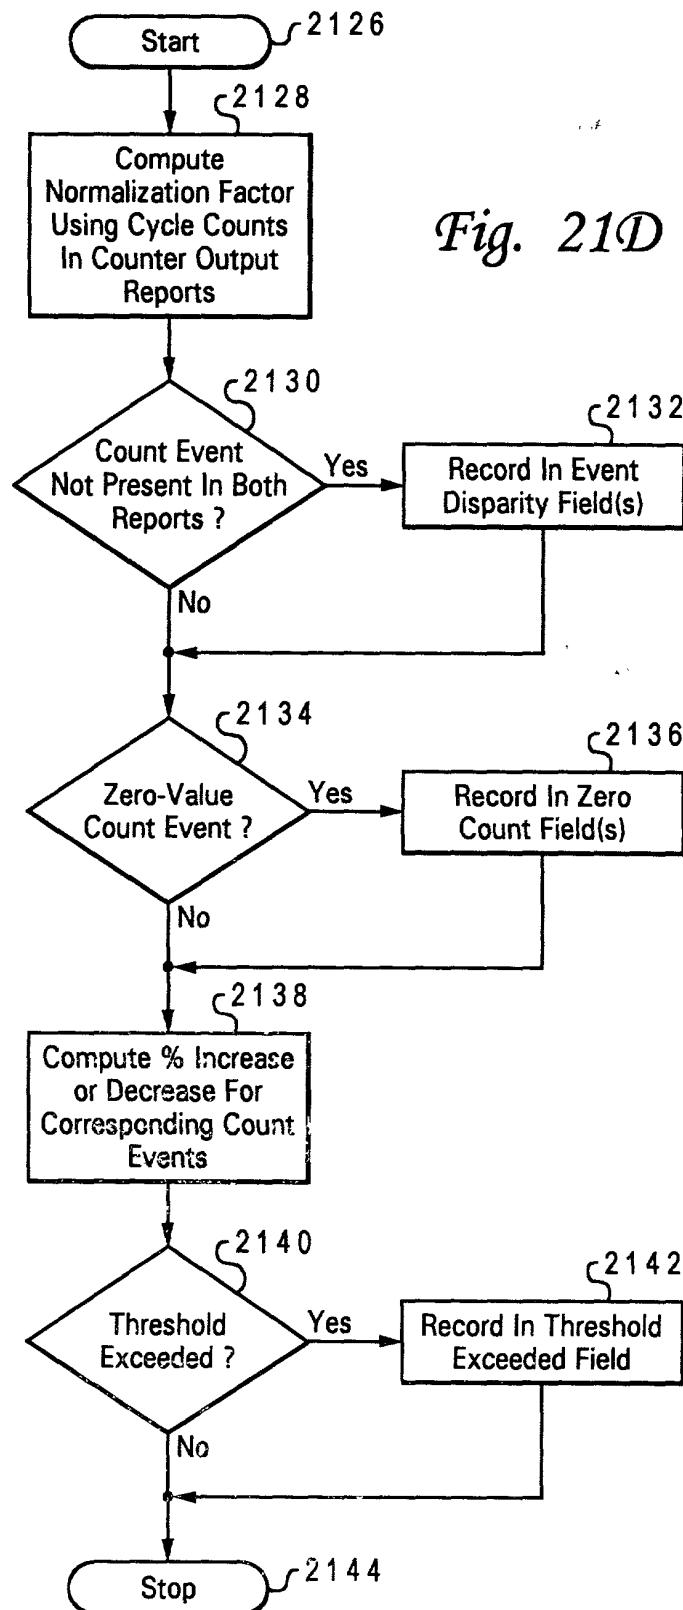 Start
2126
2128
Compute
Normalization Factor
Using Cycle Counts
In Counter Output
Reports
Fig. 21D
2130
Count Event
Not Present In Both
Reports ?
Yes
2132
Record In Event
Disparity Field(s)
No
2134
Zero-Value
Count Event ?
Yes
2136
Record In Zero
Count Field(s)
No
2138
Compute % Increase
or Decrease For
Corresponding Count
Events
2140
Threshold
Exceeded ?
Yes
2142
Record In Threshold
Exceeded Field
No
Stop
2144